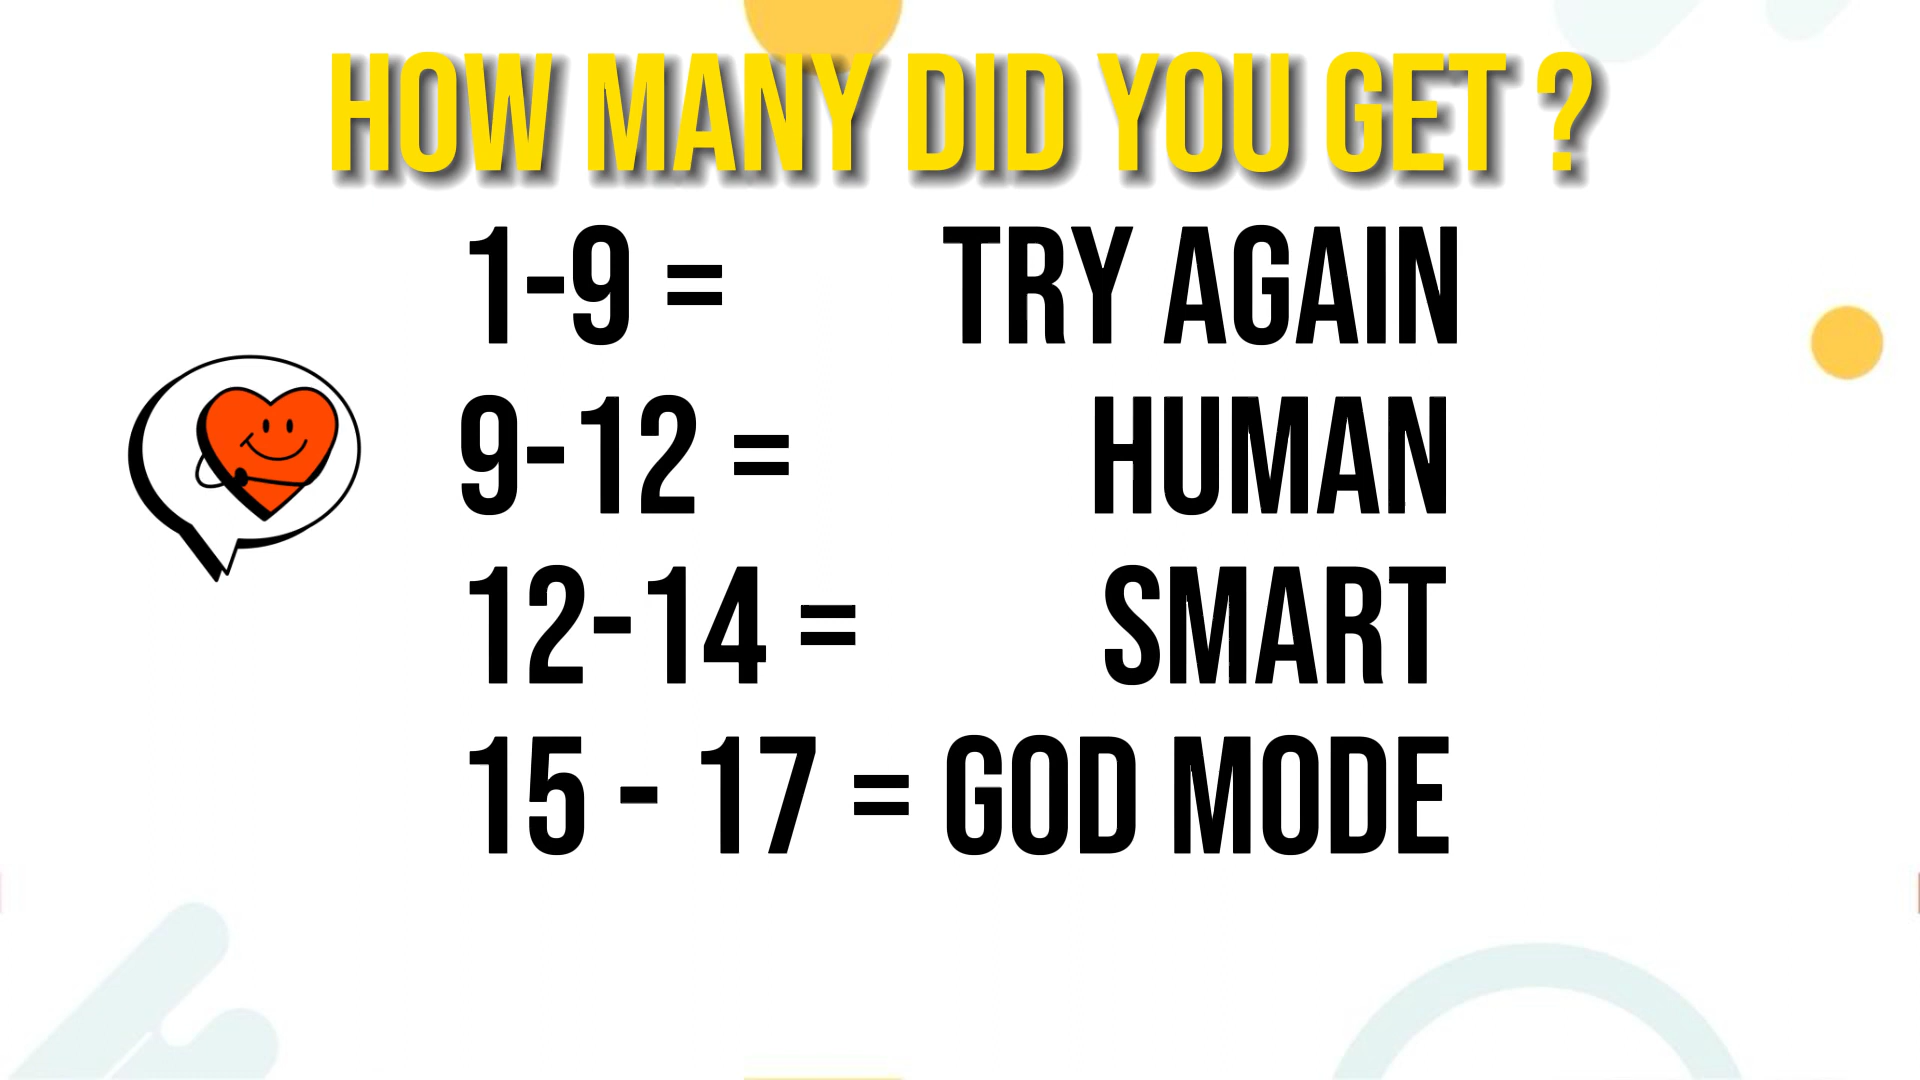 HOW MANY DID YOU GET ?
1-9 = TRY AGAIN
9-12 = HUMAN
12-14 = SMART
15 - 17 = GOD MODE